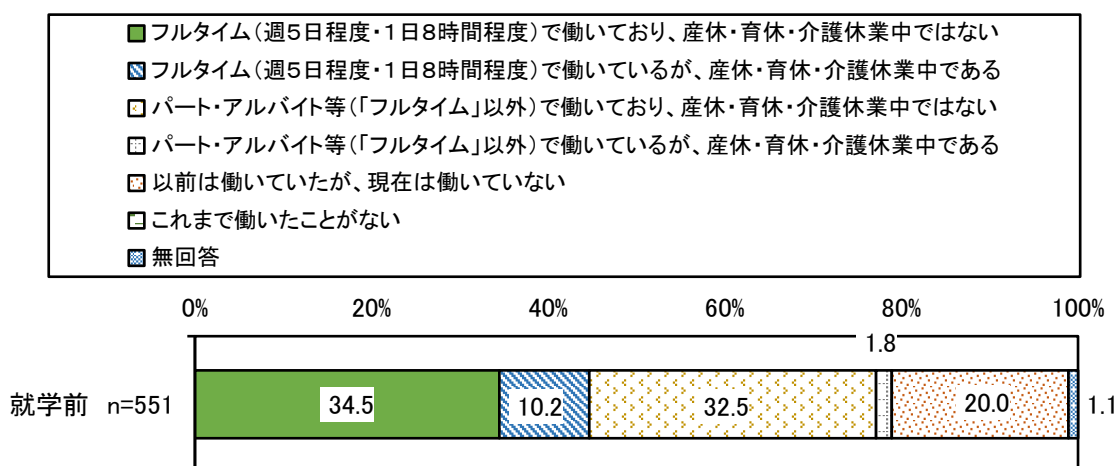 フルタイム（週5日程度・1日8時間程度）で働いており、産休・育休・介護休業中ではない
フルタイム（週5日程度・1日8時間程度）で働いているが、産休・育休・介護休業中である
パート・アルバイト等（「フルタイム」以外）で働いており、産休・育休・介護休業中ではない
パート・アルバイト等（「フルタイム」以外）で働いているが、産休・育休・介護休業中である
以前は働いていたが、現在は働いていない
これまで働いたことがない
無回答
0% 20% 40% 60% 80% 100%
1.8
就学前 n=551 34.5 10.2 32.5 20.0 1.1